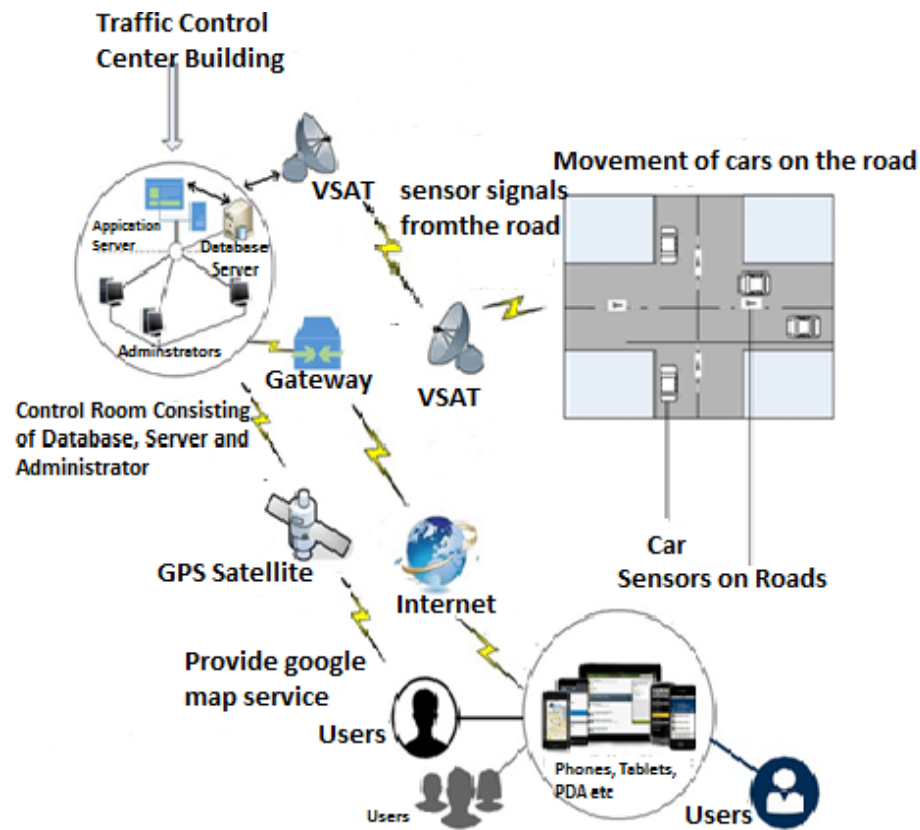 Traffic Control
Center Building
VSAT
sensor signals
fromthe road
Movement of cars on the road
Appication
Server
Database
Server
Adminstrators
Gateway
VSAT
Control Room Consisting
of Database, Server and
Administrator
GPS Satellite
Internet
Car
Sensors on Roads
Provide google
map service
Users
Phones, Tablets,
PDA etc
Users
Users